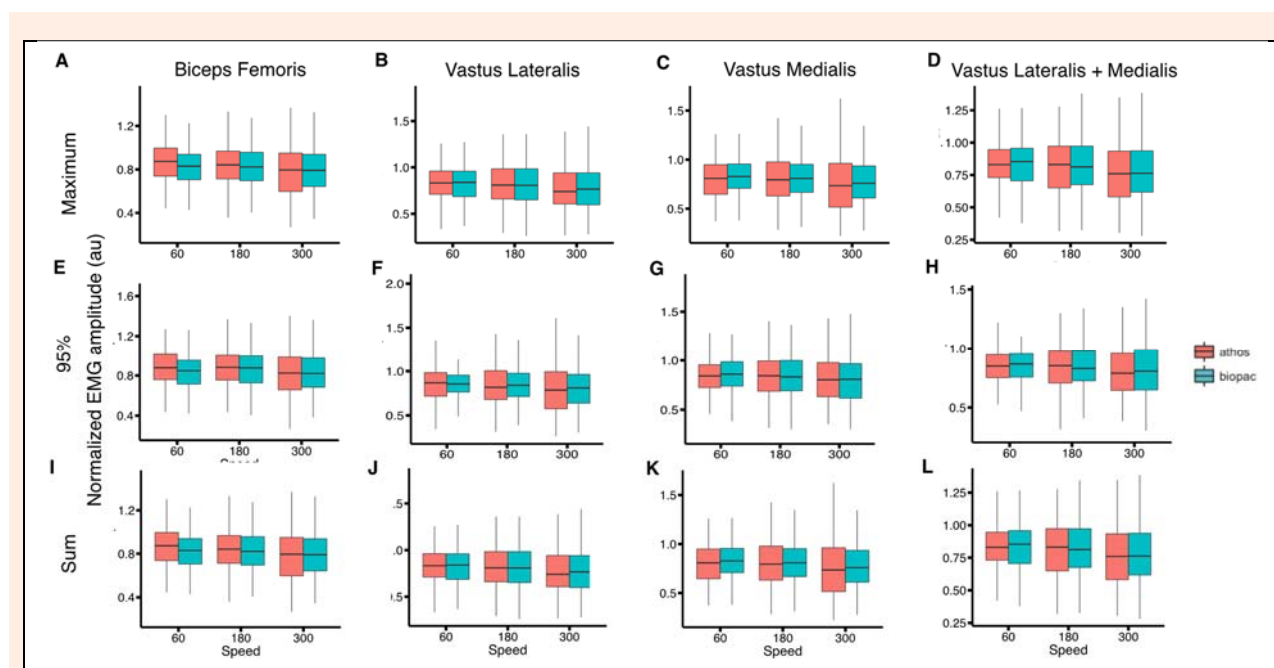 A Biceps Femoris
B Vastus Lateralis
C Vastus Medialis
D Vastus Lateralis + Medialis
Normalized EMG amplitude (au)
Maximum
1.2
0.8
0.4
60 180 300
1.5
1.0
0.5
60 180 300
1.5
1.0
0.5
60 180 300
1.25
1.00
0.75
0.50
0.25
60 180 300
95%
E
1.6
1.2
0.8
0.4
60 180 300
F
2.0
1.5
1.0
0.5
60 180 300
G
1.5
1.0
0.5
60 180 300
H
1.5
1.0
0.5
60 180 300
athos
biopac
Sum
I
1.2
0.8
0.4
60 180 300
Speed
J
.5
.0
.5
60 180 300
Speed
K
1.5
1.0
0.5
60 180 300
Speed
L
1.25
1.00
0.75
0.50
0.25
60 180 300
Speed